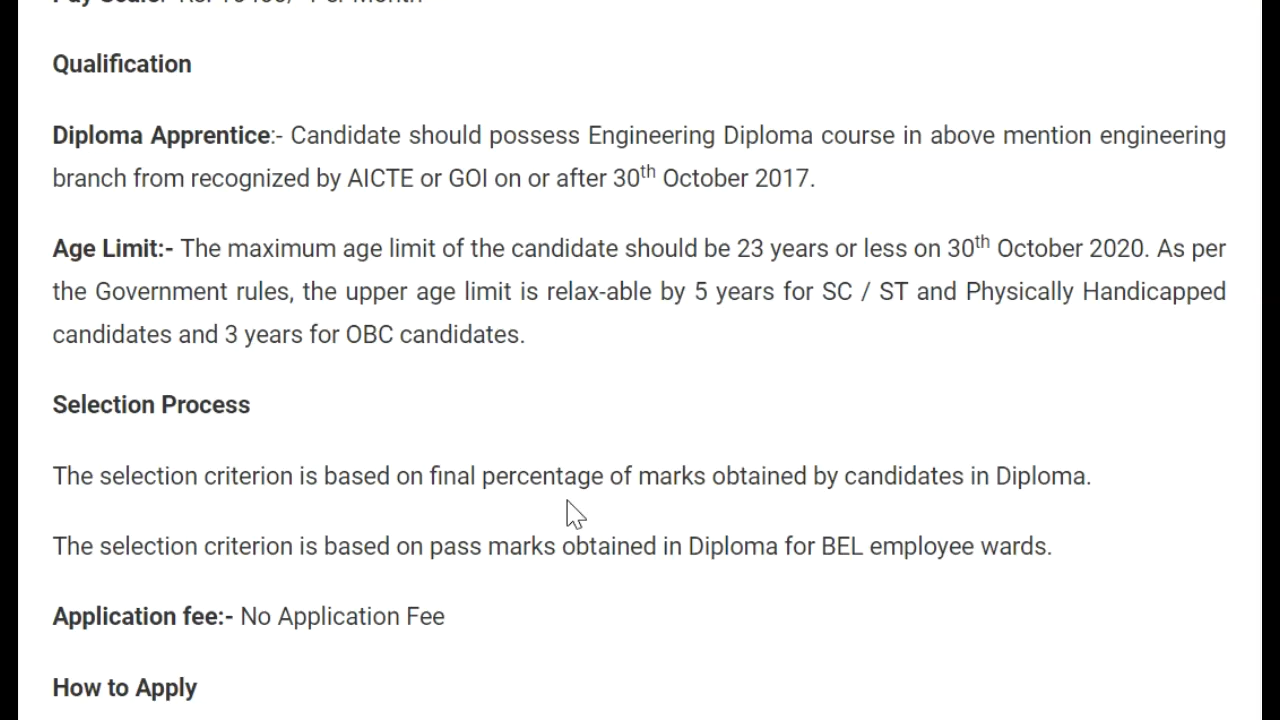 Qualification
Diploma Apprentice:- Candidate should possess Engineering Diploma course in above mention engineering
branch from recognized by AICTE or GOI on or after 30th October 2017.
Age Limit:- The maximum age limit of the candidate should be 23 years or less on 30th October 2020. As per
the Government rules, the upper age limit is relax-able by 5 years for SC / ST and Physically Handicapped
candidates and 3 years for OBC candidates.
Selection Process
The selection criterion is based on final percentage of marks obtained by candidates in Diploma.
The selection criterion is based on pass marks obtained in Diploma for BEL employee wards.
Application fee:- No Application Fee
How to Apply